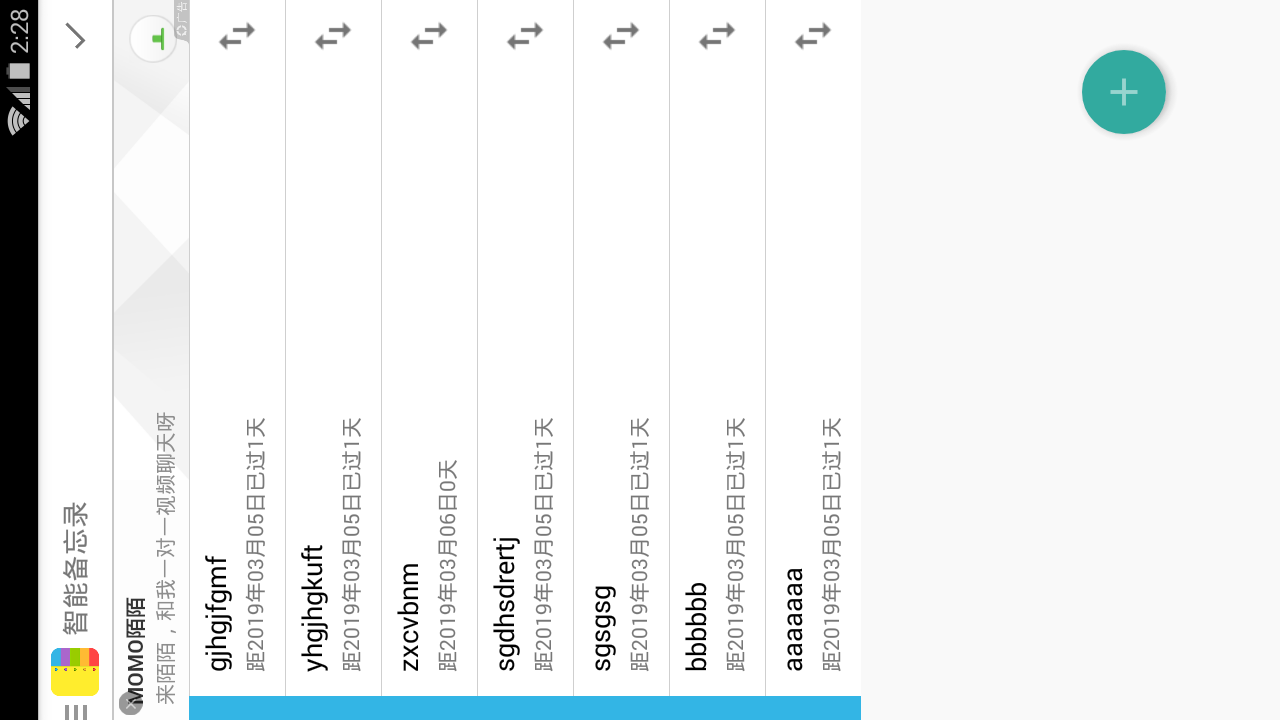 2:28
智能备忘录
MOMO陌陌
来陌陌，和我一对一视频聊天呀
广告
gjhgjfgmf
距2019年03月05日已过1天
yhgjhgkuft
距2019年03月05日已过1天
zxcvbnm
距2019年03月06日0天
sgdhsdrertj
距2019年03月05日已过1天
sgsgsg
距2019年03月05日已过1天
bbbbbb
距2019年03月05日已过1天
aaaaaaa
距2019年03月05日已过1天